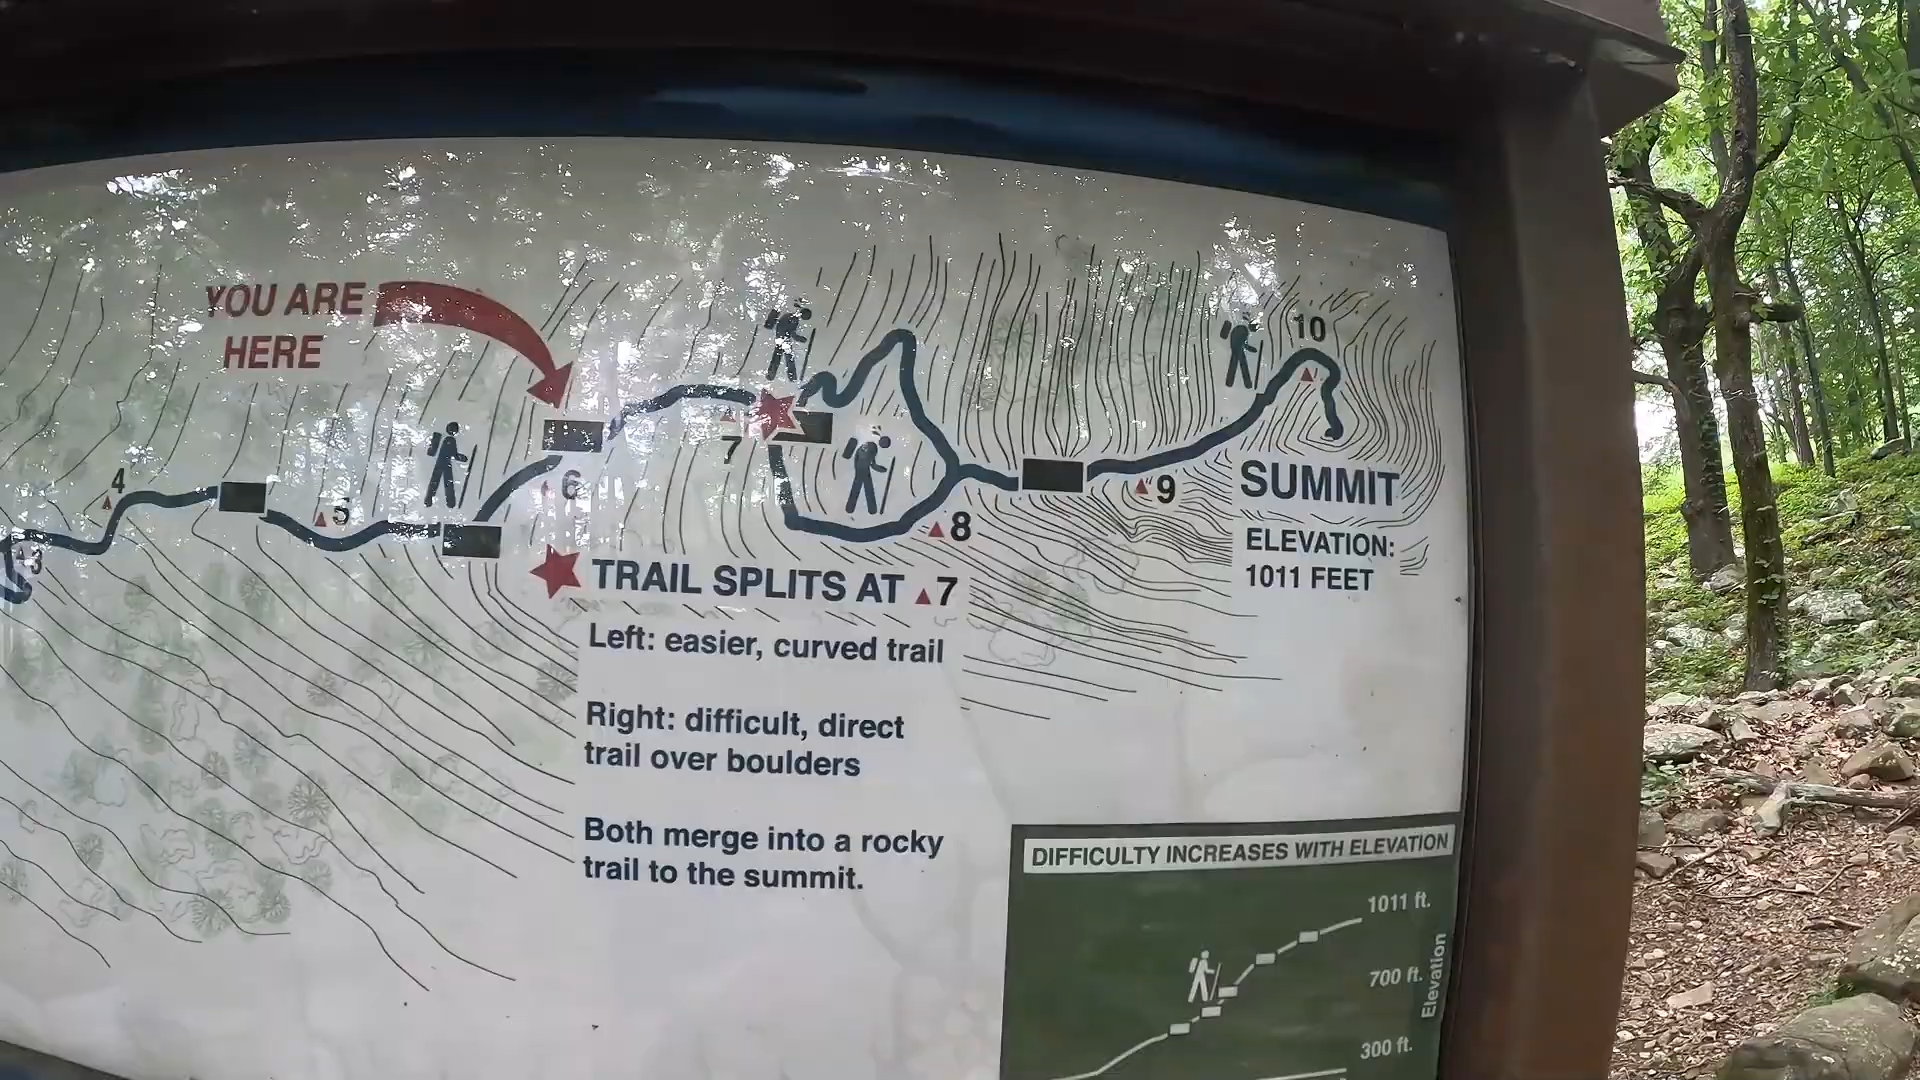 YOU ARE
HERE
10
7
4
5
6
9
3
8
SUMMIT
ELEVATION:
1011 FEET
TRAIL SPLITS AT ▲7
Left: easier, curved trail
Right: difficult, direct
trail over boulders
Both merge into a rocky
trail to the summit.
DIFFICULTY INCREASES WITH ELEVATION
1011 ft.
700 ft.
300 ft.
Elevation